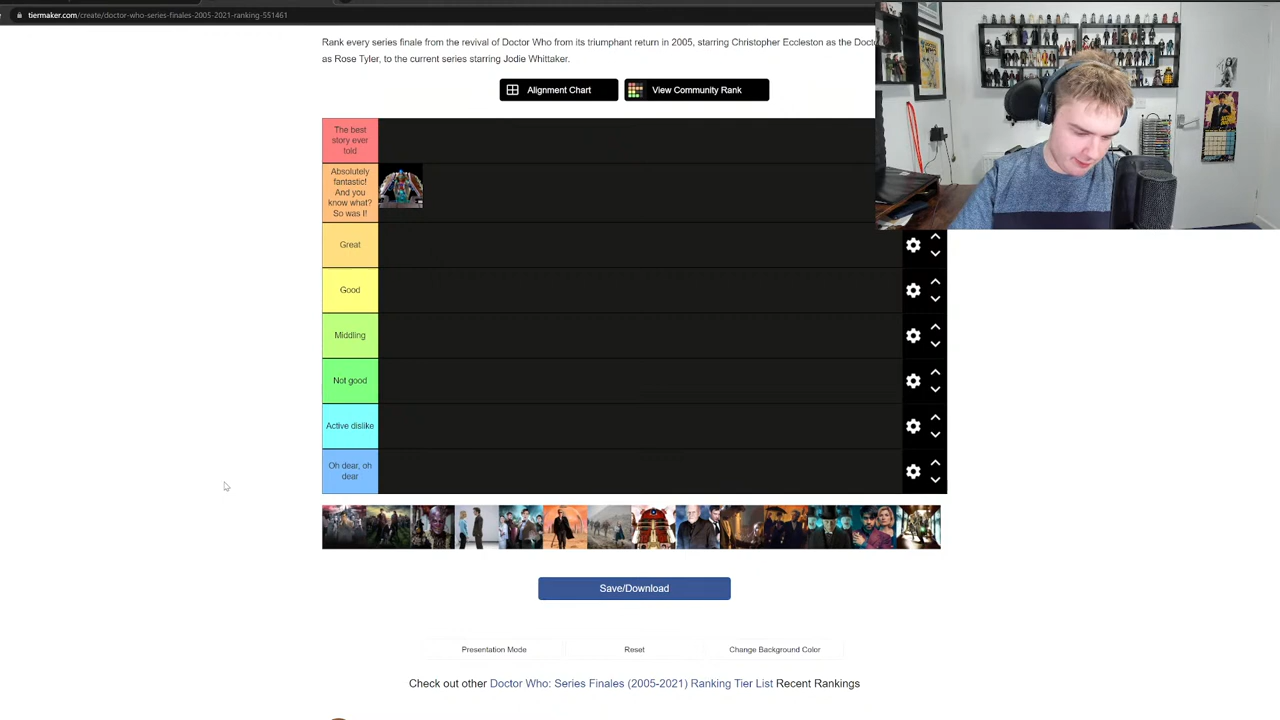 tiermaker.com/create/doctor-who-series-finales-2005-2021-ranking-551461
Rank every series finale from the revival of Doctor Who from its triumphant return in 2005, starring Christopher Eccleston as the Docto
as Rose Tyler, to the current series starring Jodie Whittaker.
Alignment Chart
View Community Rank
The best
story ever
told
Absolutely
fantastic!
And you
know what?
So was I!
Great
Good
Middling
Not good
Active dislike
Oh dear, oh
dear
Save/Download
Presentation Mode
Reset
Change Background Color
Check out other Doctor Who: Series Finales (2005-2021) Ranking Tier List Recent Rankings